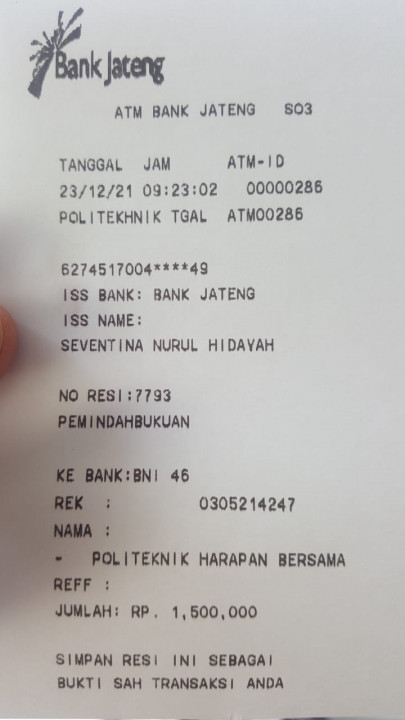 Bank Jateng
ATM BANK JATENG SO3
TANGGAL JAM ATM-ID
23/12/21 09:23:02 00000286
POLITEKHNIK TGAL ATM00286
6274517004****49
ISS BANK: BANK JATENG
ISS NAME:
SEVENTINA NURUL HIDAYAH
NO RESI:7793
PEMINDAHBUKUAN
KE BANK:BNI 46
REK : 0305214247
NAMA :
- POLITEKNIK HARAPAN BERSAMA
REFF :
JUMLAH: RP. 1,500,000
SIMPAN RESI INI SEBAGAI
BUKTI SAH TRANSAKSI ANDA